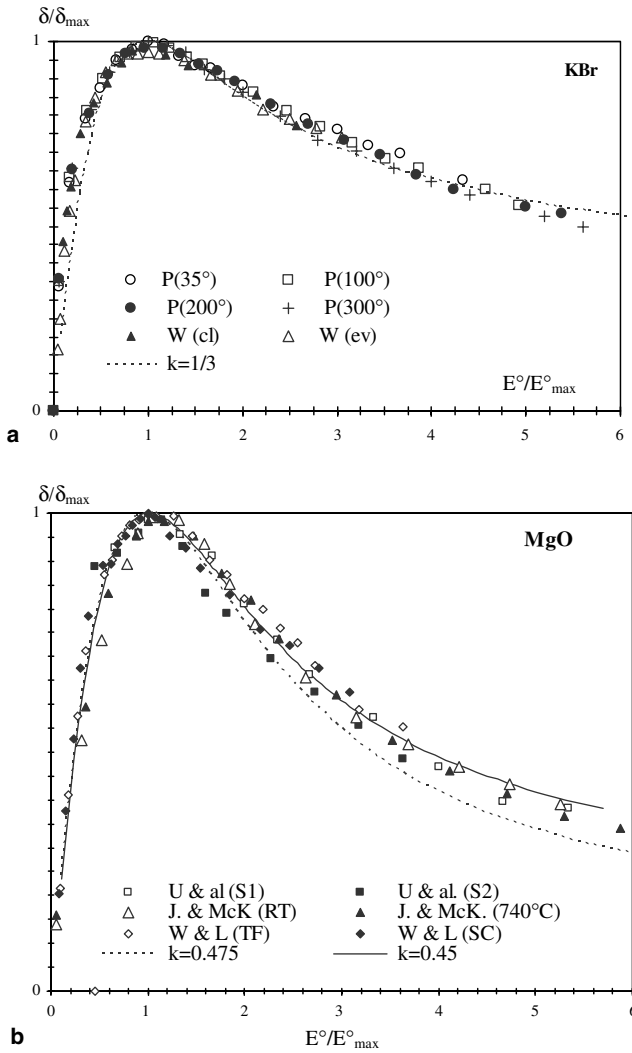 δ/δmax
1
KBr
P(35°) P(100°)
P(200°) P(300°)
W (cl) W (ev)
k=1/3
E°/E°max
0
0 1 2 3 4 5 6
a
δ/δmax
1
MgO
U & al (S1) U & al. (S2)
J. & McK (RT) J. & McK. (740°C)
W & L (TF) W & L (SC)
k=0.475 k=0.45
0
0 1 2 3 4 5 6
b E°/E°max